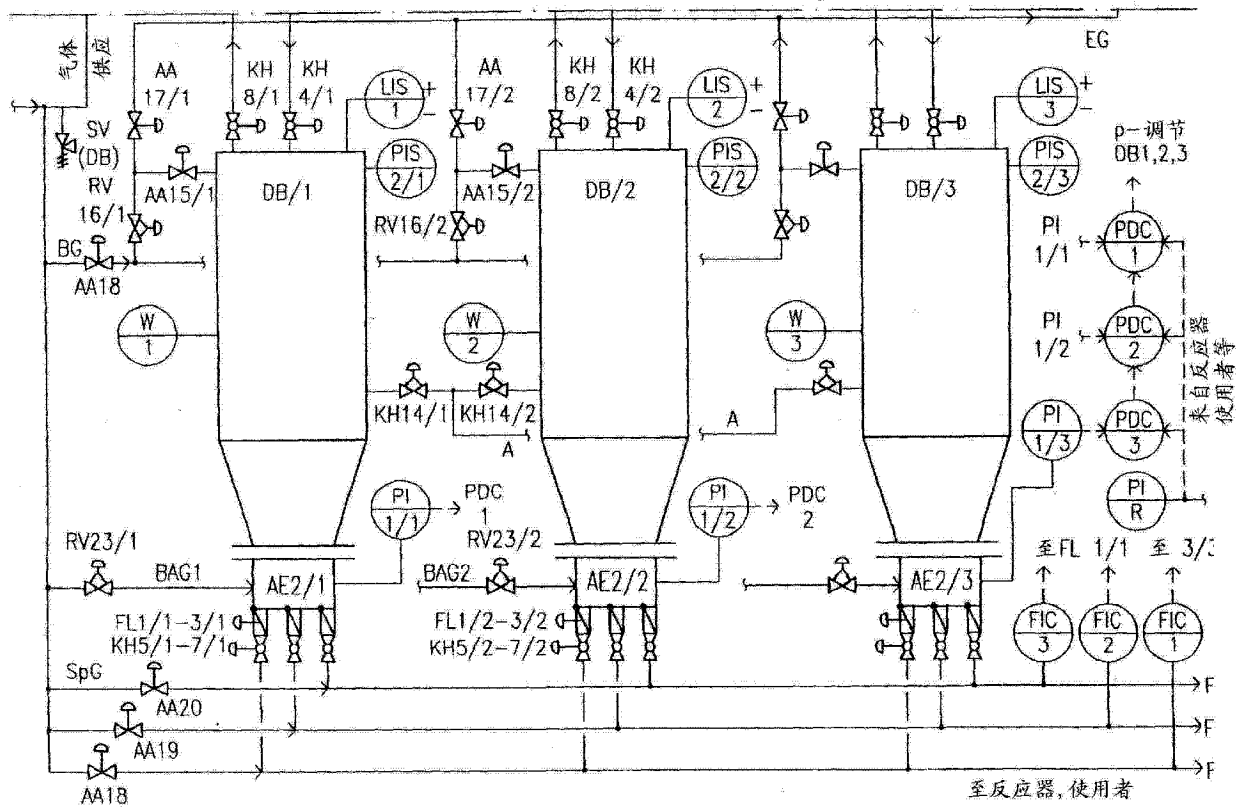 EG
气体
供应
AA
17/1
KH
8/1
KH
4/1
LIS
1
+
-
AA
17/2
KH
8/2
KH
4/2
LIS
2
+
-
LIS
3
+
-
SV
(DB)
RV
16/1
AA15/1
PIS
2/1
DB/1
AA15/2
RV16/2
DB/2
PIS
2/2
DB/3
PIS
2/3
p-调节
DB1,2,3
BG
AA18
PI
1/1
PDC
1
W
1
W
2
W
3
PI
1/2
PDC
2
来自反应器
使用者等
KH14/1
KH14/2
A
A
PI
1/3
PDC
3
PI
R
PI
1/1
PDC
1
PI
1/2
PDC
2
RV23/1
BAG1
AE2/1
RV23/2
BAG2
AE2/2
AE2/3
至FL 1/1 至 3/3
FL1/1-3/1
KH5/1-7/1
FL1/2-3/2
KH5/2-7/2
FIC
3
FIC
2
FIC
1
SpG
AA20
F
AA19
F
AA18
F
至反应器,使用者